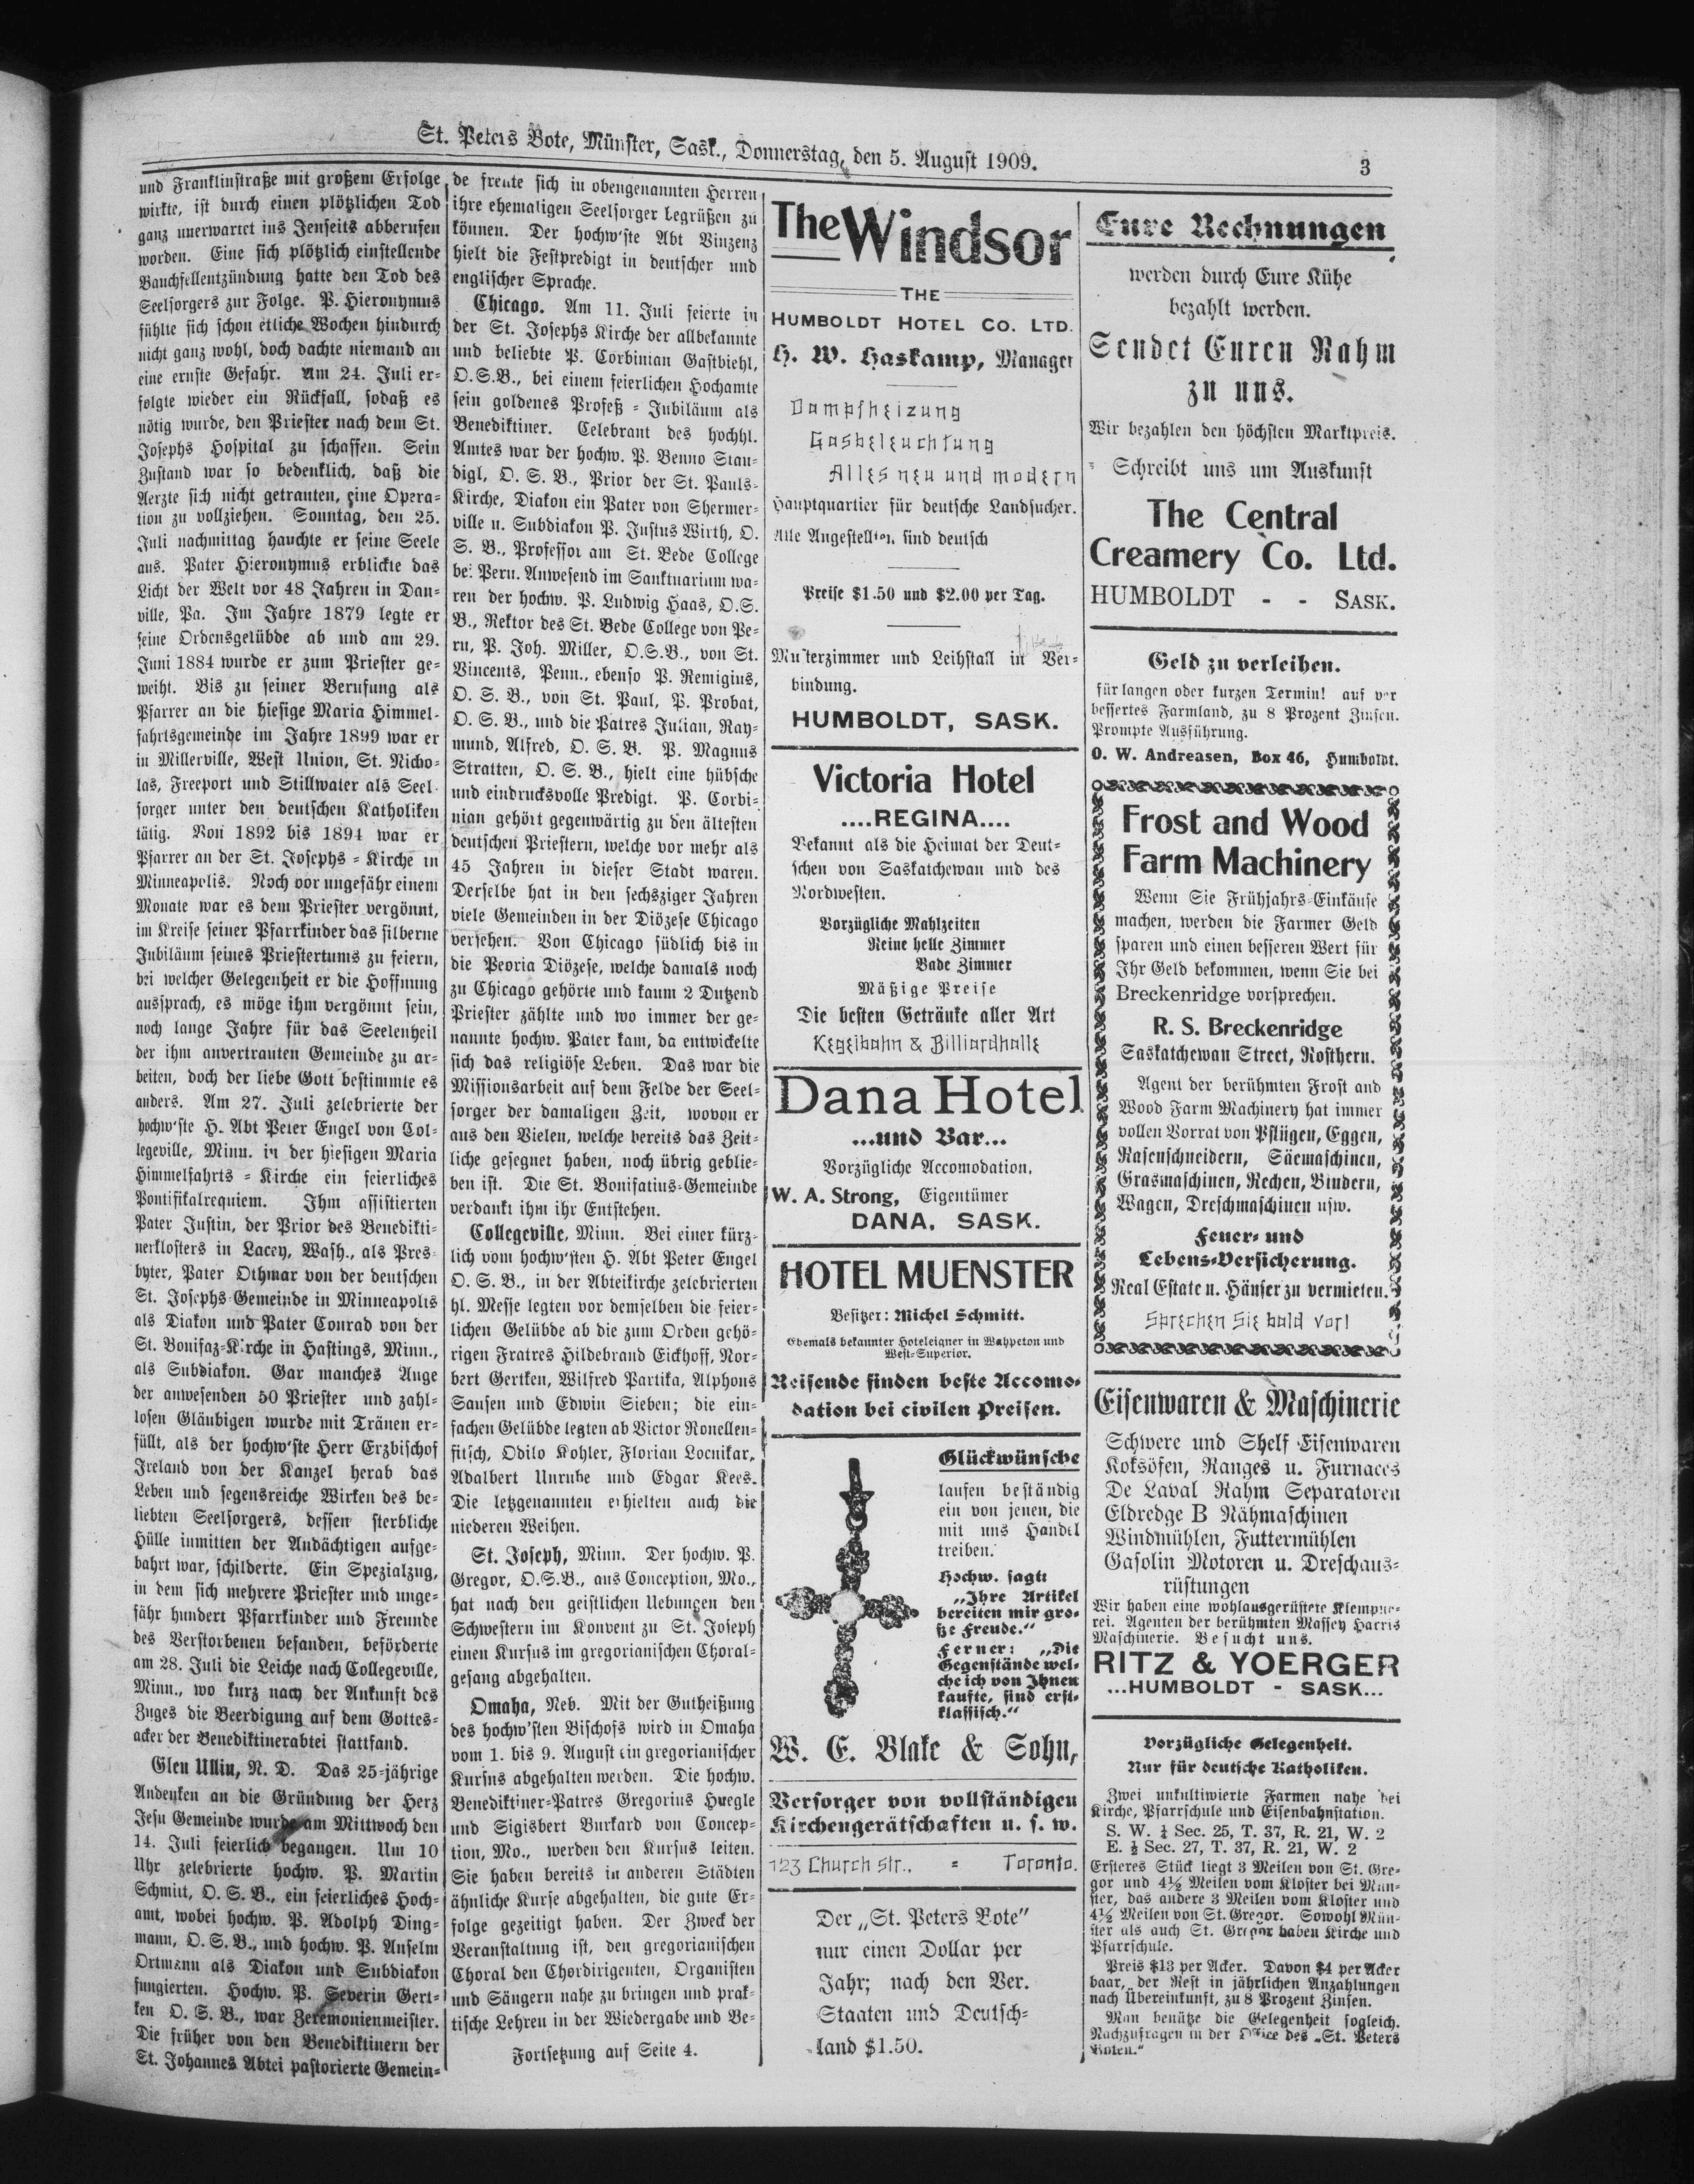 St. Peters Bote, Münster, Sask., Donnerstag, den 5. August 1909.
3
und Franklinstraße mit großem Erfolge
wirkte, ist durch einen plötzlichen Tod
ganz unerwartet ins Jenseits abberufen
worden. Eine sich plötzlich einstellende
Bauchfellentzündung hatte den Tod des
Seelsorgers zur Folge. P. Hieronymus
fühlte sich schon etliche Wochen hindurch
nicht ganz wohl, doch dachte niemand an
eine ernste Gefahr. Am 24. Juli er-
folgte wieder ein Rückfall, sodaß es
nötig wurde, den Priester nach dem St.
Josephs Hospital zu schaffen. Sein
Zustand war so bedenklich, daß die
Aerzte sich nicht getrauten, eine Opera-
tion zu vollziehen. Sonntag, den 25.
Juli nachmittag hauchte er seine Seele
aus. Pater Hieronymus erblickte das
Licht der Welt vor 48 Jahren in Dan-
ville, Pa. Im Jahre 1879 legte er
seine Ordensgelübde ab und am 29.
Juni 1884 wurde er zum Priester ge-
weiht. Bis zu seiner Berufung als
Pfarrer an die hiesige Maria Himmel-
fahrtsgemeinde im Jahre 1899 war er
in Millerville, West Union, St. Nicho-
las, Freeport und Stillwater als Seel-
sorger unter den deutschen Katholiken
tätig. Von 1892 bis 1894 war er
Pfarrer an der St. Josephs-Kirche in
Minneapolis. Noch vor ungefähr einem
Monate war es dem Priester vergönnt,
im Kreise seiner Pfarrkinder das silberne
Jubiläum seines Priestertums zu feiern,
bei welcher Gelegenheit er die Hoffnung
aussprach, es möge ihm vergönnt sein,
noch lange Jahre für das Seelenheil
der ihm anvertrauten Gemeinde zu ar-
beiten, doch der liebe Gott bestimmte es
anders. Am 27. Juli zelebrierte der
hochw'ste H. Abt Peter Engel von Col-
legeville, Minn. in der hiesigen Maria
Himmelfahrts-Kirche ein feierliches
Pontifikalrequiem. Ihm assistierten
Pater Justin, der Prior des Benedikti-
nerklosters in Lacey, Wash., als Pres-
byter, Pater Othmar von der deutschen
St. Josephs Gemeinde in Minneapolis
als Diakon und Pater Conrad von der
St. Bonifaz-Kirche in Hastings, Minn.,
als Subdiakon. Gar manches Auge
der anwesenden 50 Priester und zahl-
losen Gläubigen wurde mit Tränen er-
füllt, als der hochw'ste Herr Erzbischof
Ireland von der Kanzel herab das
Leben und segensreiche Wirken des be-
liebten Seelsorgers, dessen sterbliche
Hülle inmitten der Andächtigen aufge-
bahrt war, schilderte. Ein Spezialzug,
in dem sich mehrere Priester und unge-
fähr hundert Pfarrkinder und Freunde
des Verstorbenen befanden, beförderte
am 28. Juli die Leiche nach Collegeville,
Minn., wo kurz nach der Ankunft des
Zuges die Beerdigung auf dem Gottes-
acker der Benediktinerabtei stattfand.
Glen Ullin, N. D. Das 25-jährige
Andenken an die Gründung der Herz
Jesu Gemeinde wurde am Mittwoch den
14. Juli feierlich begangen. Um 10
Uhr zelebrierte hochw. P. Martin
Schmitt, O. S. B., ein feierliches Hoch-
amt, wobei hochw. P. Adolph Ding-
mann, O. S. B., und hochw. P. Anselm
Ortmann als Diakon und Subdiakon
fungierten. Hochw. P. Severin Gert-
ken O. S. B., war Zeremonienmeister.
Die früher von den Benediktinern der
St. Johannes Abtei pastorierte Gemein-
de freute sich in obengenannten Herren
ihre ehemaligen Seelsorger begrüßen zu
können. Der hochw'ste Abt Vinzenz
hielt die Festpredigt in deutscher und
englischer Sprache.
Chicago. Am 11. Juli feierte in
der St. Josephs Kirche der allbekannte
und beliebte P. Corbinian Gastbiehl,
O.S.B., bei einem feierlichen Hochamte
sein goldenes Profeß-Jubiläum als
Benediktiner. Celebrant des hochhl.
Amtes war der hochw. P. Benno Stau-
digl, O. S. B., Prior der St. Pauls-
Kirche, Diakon ein Pater von Shermer-
ville u. Subdiakon P. Justus Wirth, O.
S. B., Professor am St. Bede College
bei Peru. Anwesend im Sanktuarium wa-
ren der hochw. P. Ludwig Haas, O.S.
B., Rektor des St. Bede College von Pe-
ru, P. Joh. Miller, O.S.B., von St.
Vincents, Penn., ebenso P. Remigius,
O. S. B., von St. Paul, P. Probat,
O. S. B., und die Patres Julian, Ray-
mund, Alfred, O. S. B. P. Magnus
Stratten, O. S. B., hielt eine hübsche
und eindrucksvolle Predigt. P. Corbi-
nian gehört gegenwärtig zu den ältesten
deutschen Priestern, welche vor mehr als
45 Jahren in dieser Stadt waren.
Derselbe hat in den sechsziger Jahren
viele Gemeinden in der Diözese Chicago
versehen. Von Chicago südlich bis in
die Peoria Diözese, welche damals noch
zu Chicago gehörte und kaum 2 Dutzend
Priester zählte und wo immer der ge-
nannte hochw. Pater kam, da entwickelte
sich das religiöse Leben. Das war die
Missionsarbeit auf dem Felde der Seel-
sorger der damaligen Zeit, wovon er
aus den Vielen, welche bereits das Zeit-
liche gesegnet haben, noch übrig geblie-
ben ist. Die St. Bonifatius-Gemeinde
verdankt ihm ihr Entstehen.
Collegeville, Minn. Bei einer kürz-
lich vom hochw'sten H. Abt Peter Engel
O. S. B., in der Abteikirche zelebrierten
hl. Messe legten vor demselben die feier-
lichen Gelübde ab die zum Orden gehö-
rigen Fratres Hildebrand Eickhoff, Nor-
bert Gertken, Wilfred Partika, Alphons
Sausen und Edwin Sieben; die ein-
fachen Gelübde legten ab Victor Ronellen-
fitsch, Odilo Kohler, Florian Locnikar,
Adalbert Unruhe und Edgar Kees.
Die letzgenannten erhielten auch die
niederen Weihen.
St. Joseph, Minn. Der hochw. P.
Gregor, O.S.B., aus Conception, Mo.,
hat nach den geistlichen Uebungen den
Schwestern im Konvent zu St. Joseph
einen Kursus im gregorianischen Choral-
gesang abgehalten.
Omaha, Neb. Mit der Gutheißung
des hochw'sten Bischofs wird in Omaha
vom 1. bis 9. August ein gregorianischer
Kursus abgehalten werden. Die hochw.
Benediktiner-Patres Gregorius Huegle
und Sigisbert Burkard von Concep-
tion, Mo., werden den Kursus leiten.
Sie haben bereits in anderen Städten
ähnliche Kurse abgehalten, die gute Er-
folge gezeitigt haben. Der Zweck der
Veranstaltung ist, den gregorianischen
Choral den Chordirigenten, Organisten
und Sängern nahe zu bringen und prak-
tische Lehren in der Wiedergabe und Be-
Fortsetzung auf Seite 4.
The Windsor
THE
HUMBOLDT HOTEL CO. LTD.
H. W. Haskamp, Manager
Dampfheizung
Gasbeleuchtung
Alles neu und modern
Hauptquartier für deutsche Landsucher.
Alle Angestellten sind deutsch
Preise $1.50 und $2.00 per Tag.
Musterzimmer und Leihstall in Ver-
bindung.
HUMBOLDT, SASK.
Victoria Hotel
....REGINA....
Bekannt als die Heimat der Deut-
schen von Saskatchewan und des
Nordwesten.
Vorzügliche Mahlzeiten
Reine helle Zimmer
Bade Zimmer
Mäßige Preise
Die besten Getränke aller Art
Kegelbahn & Billiardhalle
Dana Hotel
...und Bar...
Vorzügliche Accomodation,
W. A. Strong, Eigentümer
DANA, SASK.
HOTEL MUENSTER
Besitzer: Michel Schmitt.
Ehemals bekannter Hoteleigner in Wahpeton und
West-Superior.
Reisende finden beste Accomo-
dation bei civilen Preisen.
Glückwünsche
laufen beständig
ein von jenen, die
mit uns Handel
treiben.
Hochw. sagt:
„Ihre Artikel
bereiten mir gro-
ße Freude.“
Ferner: „Die
Gegenstände wel-
che ich von Ihnen
kaufte, sind erst-
klassisch.“
W. E. Blake & Sohn,
Versorger von vollständigen
Kirchengerätschaften u. s. w.
123 Church str., - Toronto.
Der „St. Peters Bote“
nur einen Dollar per
Jahr; nach den Ver.
Staaten und Deutsch-
land $1.50.
Eure Rechnungen
werden durch Eure Kühe
bezahlt werden.
Sendet Euren Rahm
zu uns.
Wir bezahlen den höchsten Marktpreis.
Schreibt uns um Auskunft
The Central
Creamery Co. Ltd.
HUMBOLDT - - SASK.
Geld zu verleihen.
für langen oder kurzen Termin! auf ver
bessertes Farmland, zu 8 Prozent Zinsen.
Prompte Ausführung.
O. W. Andreasen, Box 46, Humboldt.
Frost and Wood
Farm Machinery
Wenn Sie Frühjahrs-Einkäufe
machen, werden die Farmer Geld
sparen und einen besseren Wert für
Ihr Geld bekommen, wenn Sie bei
Breckenridge vorsprechen.
R. S. Breckenridge
Saskatchewan Street, Rosthern.
Agent der berühmten Frost and
Wood Farm Machinery hat immer
vollen Vorrat von Pflügen, Eggen,
Rasenschneidern, Säemaschinen,
Grasmaschinen, Rechen, Bindern,
Wagen, Dreschmaschinen usw.
Feuer- und
Lebens-Versicherung.
Real Estate u. Häuser zu vermieten.
Sprechen Sie bald vor!
Eisenwaren & Maschinerie
Schwere und Shelf Eisenwaren
Koksöfen, Ranges u. Furnaces
De Laval Rahm Separatoren
Eldredge B Nähmaschinen
Windmühlen, Futtermühlen
Gasolin Motoren u. Dreschaus-
rüstungen
Wir haben eine wohlausgerüstete Klempne-
rei. Agenten der berühmten Massey Harris
Maschinerie. Besucht uns.
RITZ & YOERGER
...HUMBOLDT - SASK...
Vorzügliche Gelegenheit.
Nur für deutsche Katholiken.
Zwei unkultivierte Farmen nahe bei
Kirche, Pfarrschule und Eisenbahnstation.
S. W. ¼ Sec. 25, T. 37, R. 21, W. 2
E. ½ Sec. 27, T. 37, R. 21, W. 2
Ersteres Stück liegt 3 Meilen von St. Gre-
gor und 4½ Meilen vom Kloster bei Mün-
ster, das andere 3 Meilen vom Kloster und
4½ Meilen von St. Gregor. Sowohl Mün-
ster als auch St. Gregor haben Kirche und
Pfarrschule.
Preis $13 per Acker. Davon $4 per Acker
baar, der Rest in jährlichen Anzahlungen
nach Übereinkunft, zu 8 Prozent Zinsen.
Man benütze die Gelegenheit sogleich.
Nachzufragen in der Office des „St. Peters
Boten.“